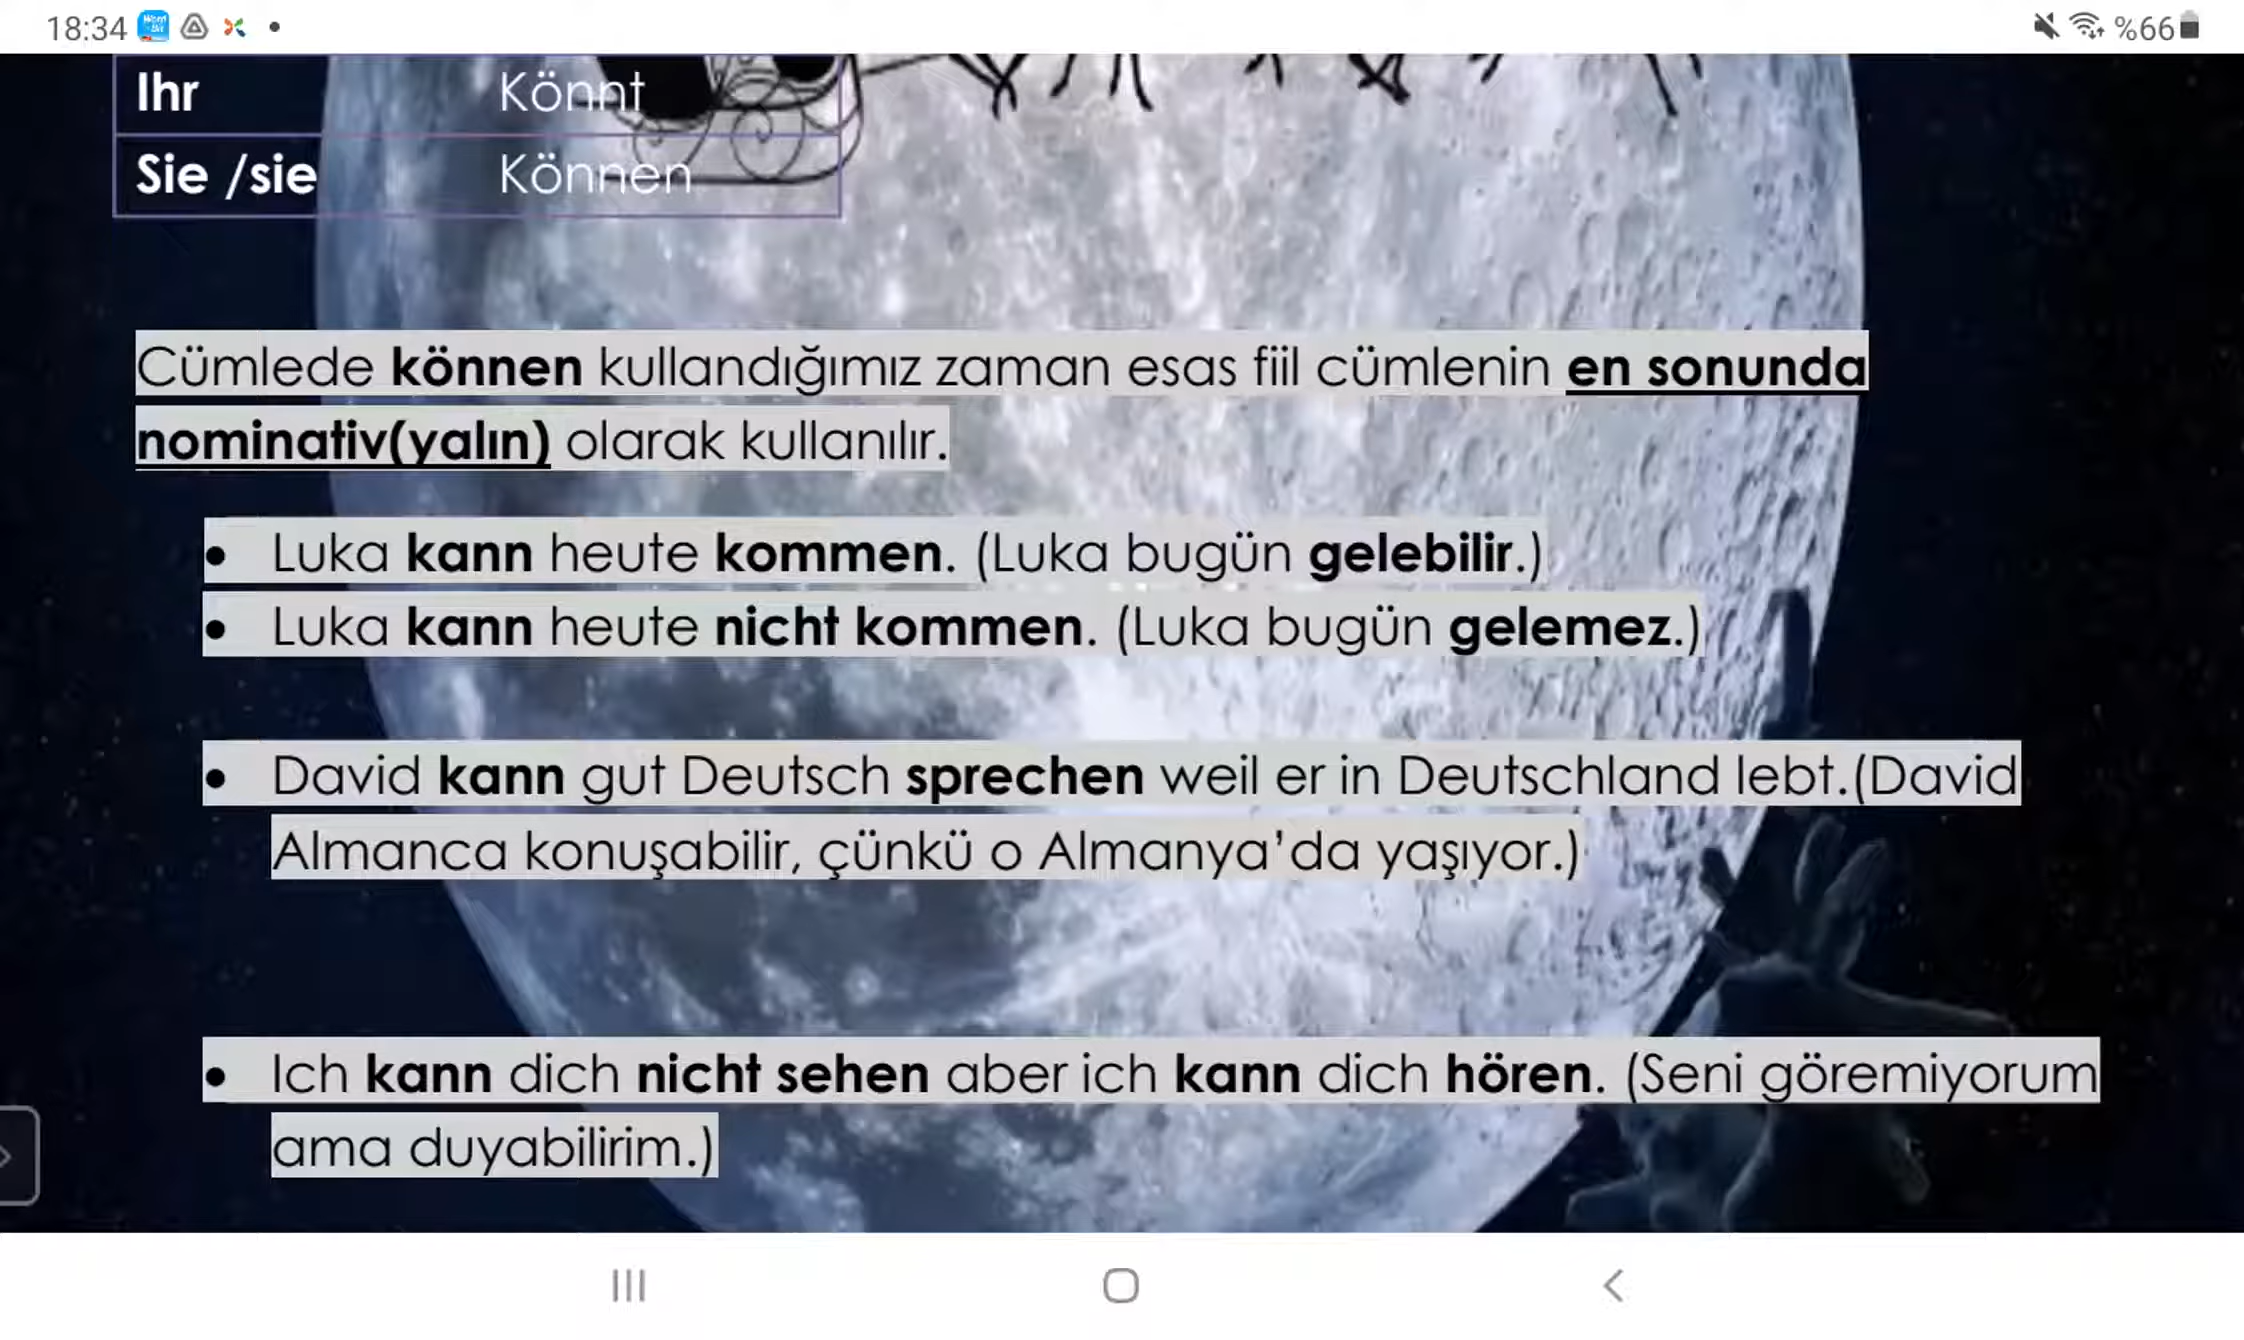 18:34 %66
Ihr Könnt
Sie /sie Können
Cümlede können kullandığımız zaman esas fiil cümlenin en sonunda
nominativ(yalın) olarak kullanılır.
• Luka kann heute kommen. (Luka bugün gelebilir.)
• Luka kann heute nicht kommen. (Luka bugün gelemez.)
• David kann gut Deutsch sprechen weil er in Deutschland lebt.(David
Almanca konuşabilir, çünkü o Almanya'da yaşıyor.)
• Ich kann dich nicht sehen aber ich kann dich hören. (Seni göremiyorum
ama duyabilirim.)